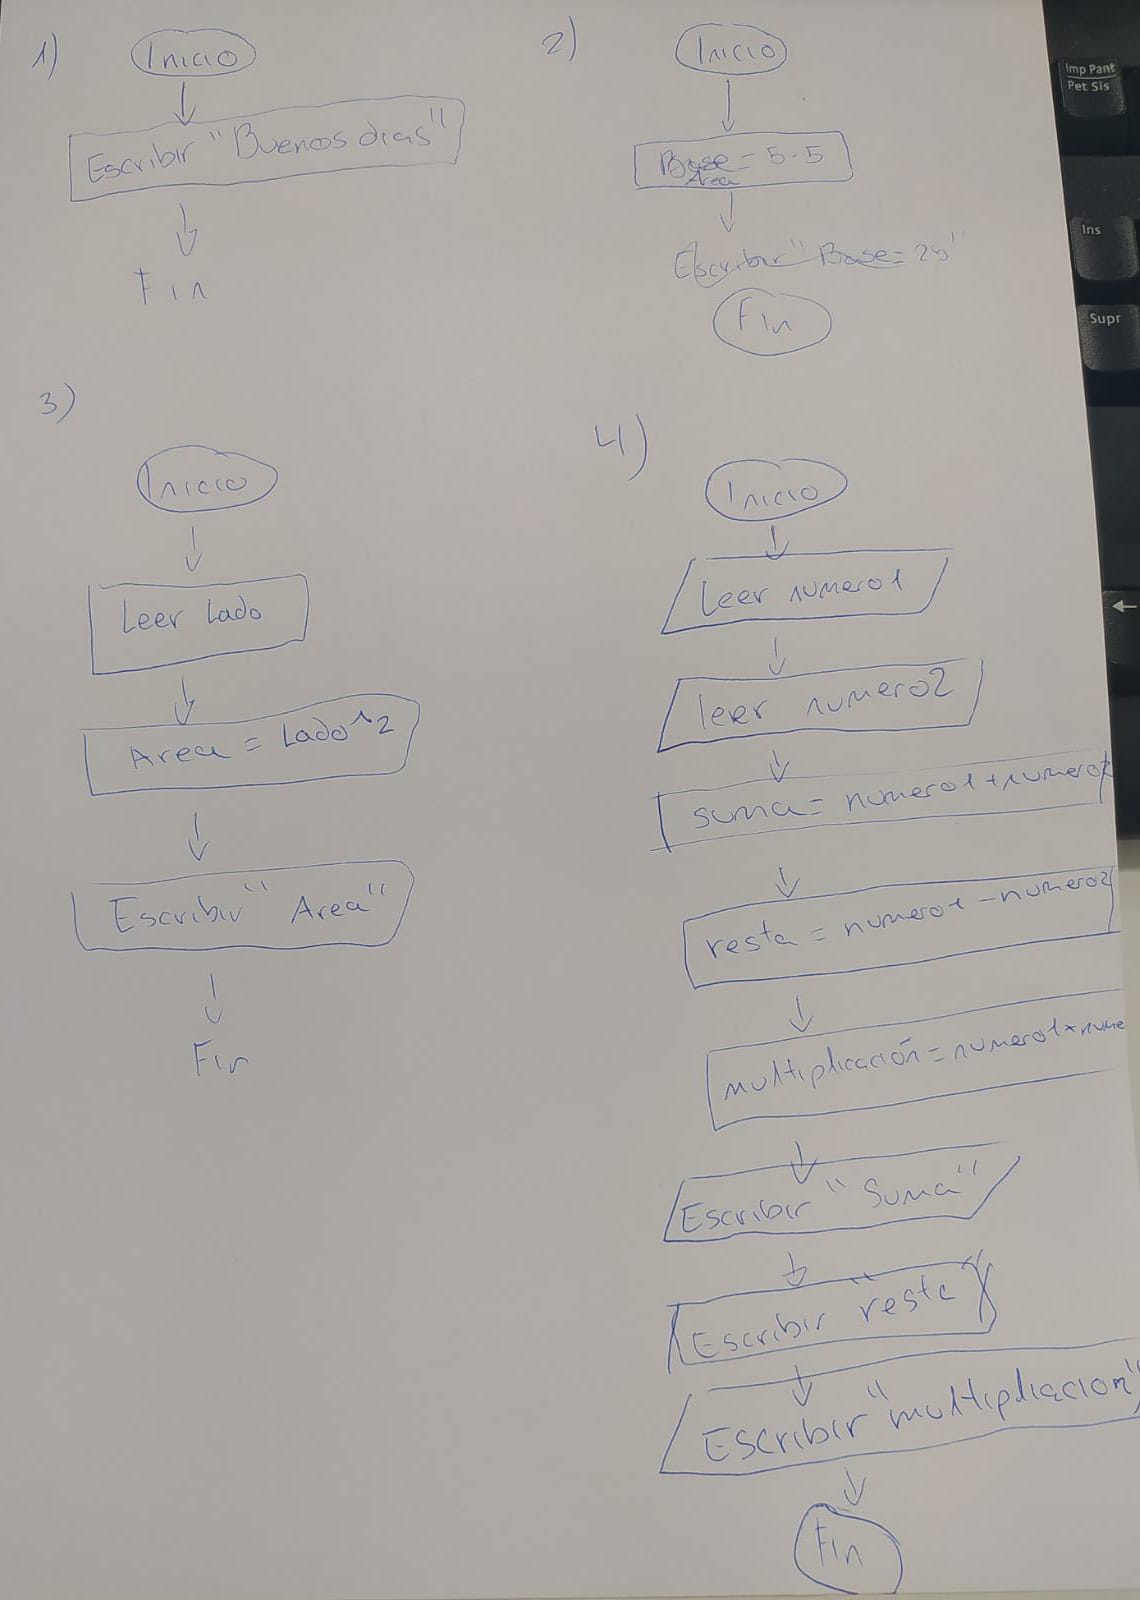 1)
Inicio
Escribir "Buenos dias"
Fin
2)
Inicio
Base = 5.5
Area
Escribir "Base= 25"
Fin
3)
Inicio
Leer Lado
Area = Lado^2
Escribir "Area"
Fin
4)
Inicio
Leer numero1
leer numero2
suma= numero1+numero2
resta = numero1 - numero2
multiplicación = numero1 x nume
Escribir "Suma"
Escribir "resta"
Escribir "multiplicacion"
Fin
Imp Pant
Pet Sis
Ins
Supr
←